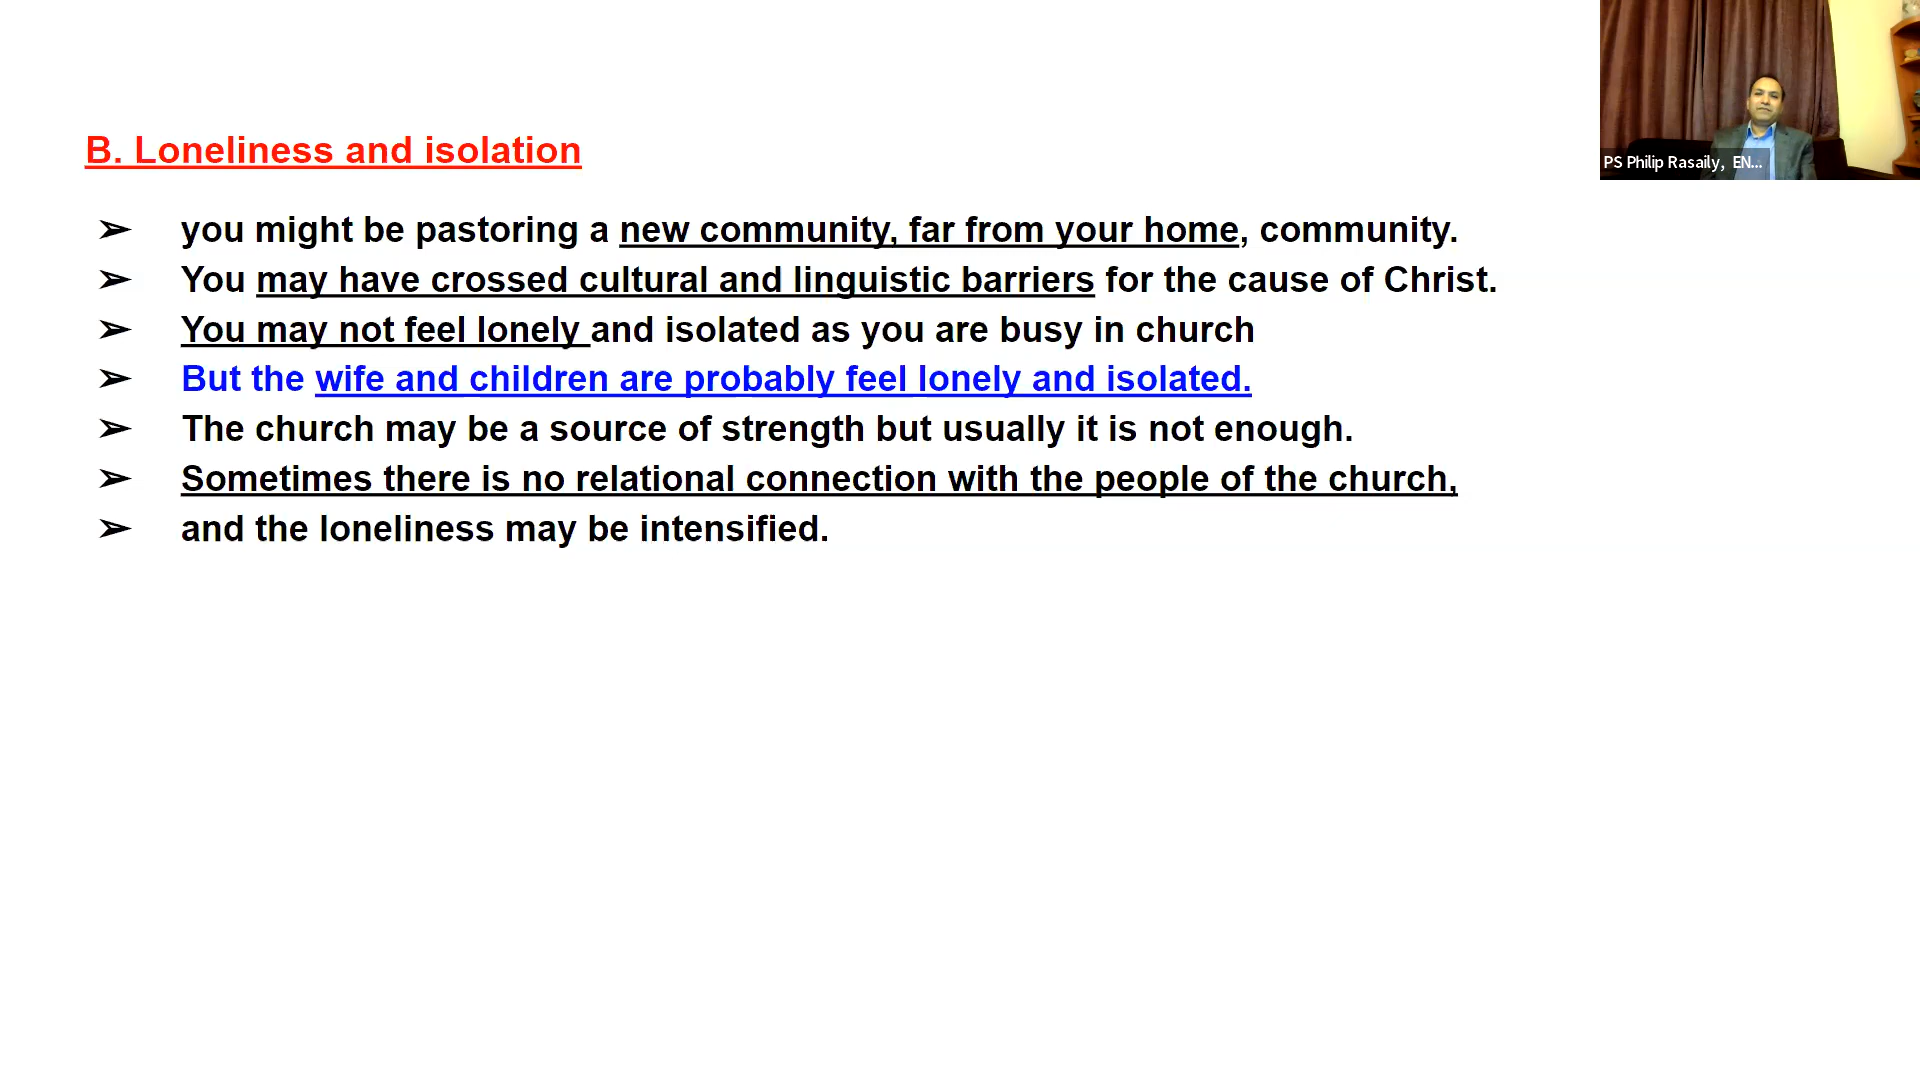 B. Loneliness and isolation
➢ you might be pastoring a new community, far from your home, community.
➢ You may have crossed cultural and linguistic barriers for the cause of Christ.
➢ You may not feel lonely and isolated as you are busy in church
➢ But the wife and children are probably feel lonely and isolated.
➢ The church may be a source of strength but usually it is not enough.
➢ Sometimes there is no relational connection with the people of the church,
➢ and the loneliness may be intensified.
PS Philip Rasaily, EN...